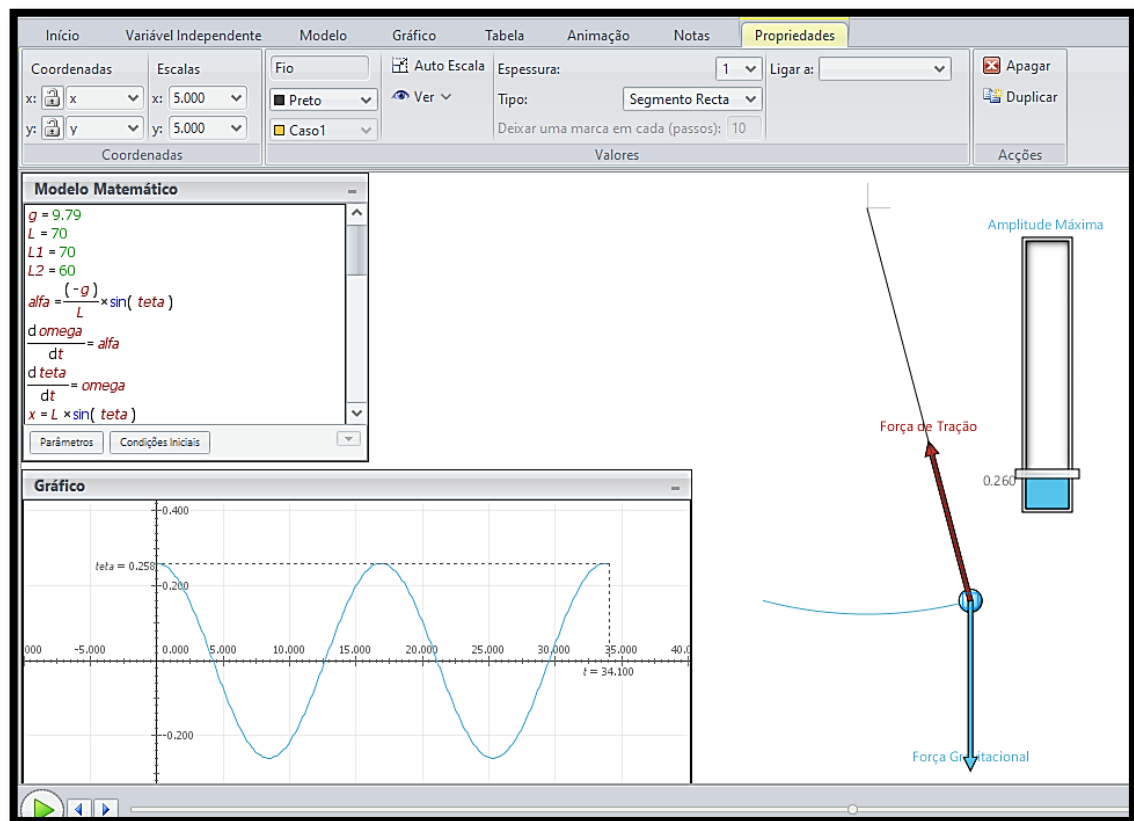 Início Variável Independente Modelo Gráfico Tabela Animação Notas Propriedades
Coordenadas Escalas Fio Auto Escala Espessura: 1 Ligar a: Apagar
x: x x: 5.000 Preto Ver Tipo: Segmento Recta Duplicar
y: y y: 5.000 Caso1 Deixar uma marca em cada (passos): 10
Coordenadas Valores Acções
Modelo Matemático
g = 9.79
L = 70
L1 = 70
L2 = 60
alfa = (-g) / L × sin( teta )
d omega / dt = alfa
d teta / dt = omega
x = L × sin( teta )
Parâmetros Condições Iniciais
Gráfico
0.400
teta = 0.258
0.200
000 -5.000 0.000 5.000 10.000 15.000 20.000 25.000 30.000 35.000 40.0
t = 34.100
-0.200
Amplitude Máxima
Força de Tração
0.260
Força Gravitacional